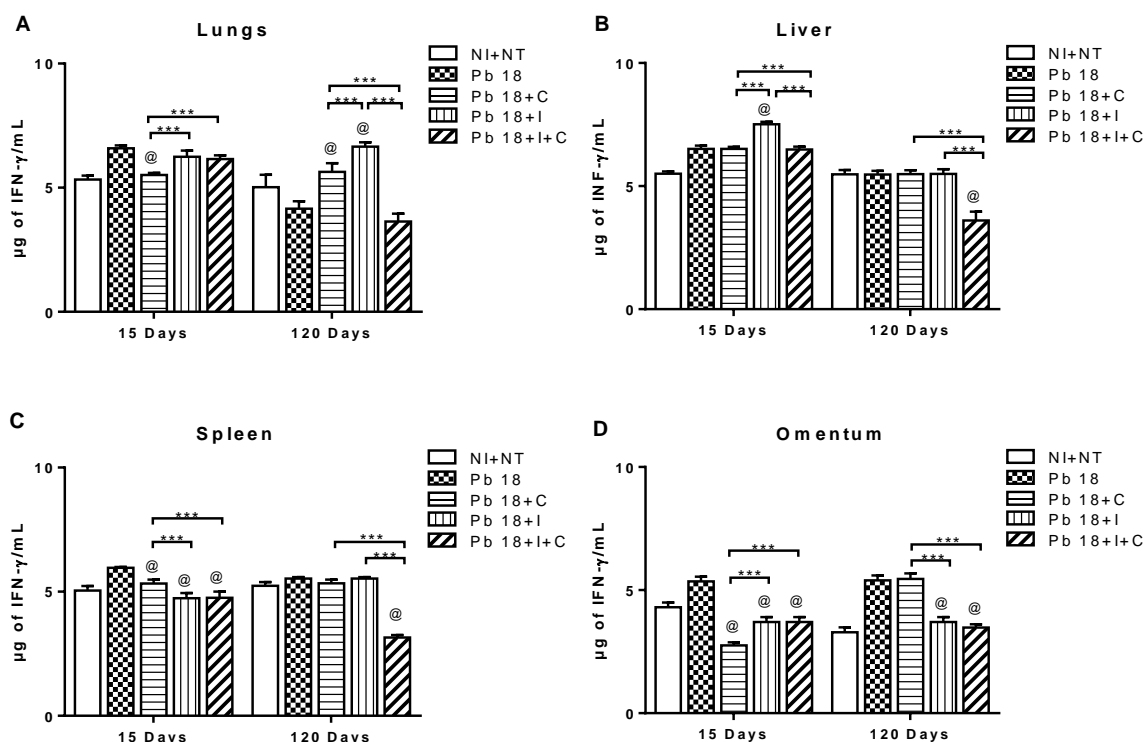 A
Lungs
10
5
0
µg of IFN-γ/mL
@
***
***
@
@
***
***
***
15 Days
120 Days
NI+NT
Pb 18
Pb 18+C
Pb 18+I
Pb 18+I+C
B
Liver
10
5
0
µg of INF-γ/mL
***
***
@
***
***
***
@
15 Days
120 Days
NI+NT
Pb 18
Pb 18+C
Pb 18+I
Pb 18+I+C
C
Spleen
10
5
0
µg of IFN-γ/mL
***
***
@
@
@
***
***
@
15 Days
120 Days
NI+NT
Pb 18
Pb 18+C
Pb 18+I
Pb 18+I+C
D
Omentum
10
5
0
µg of IFN-γ/mL
***
***
@
@
@
***
***
@
@
15 Days
120 Days
NI+NT
Pb 18
Pb 18+C
Pb 18+I
Pb 18+I+C